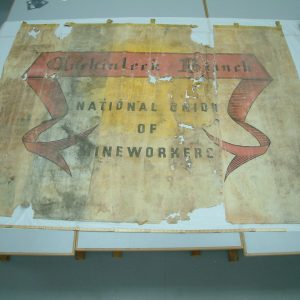 Auchinleck Branch
NATIONAL UNION
OF
MINEWORKERS